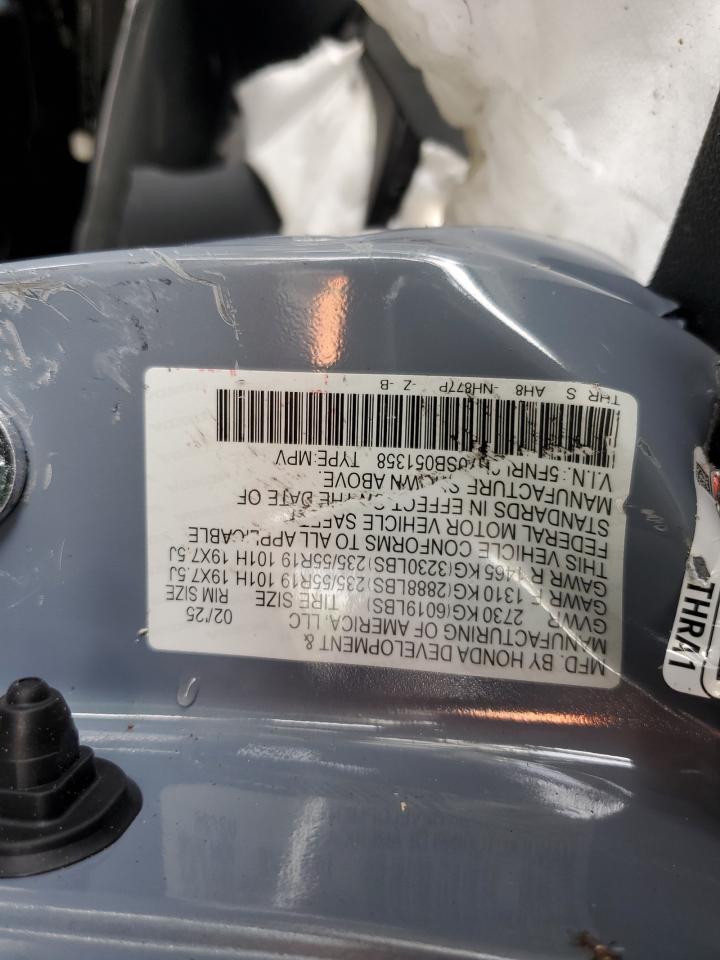 MFD. BY HONDA DEVELOPMENT &
MANUFACTURING OF AMERICA, LLC 02/'25
GVWR 2730 KG(6019LBS) TIRE SIZE RIM SIZE
GAWR F 1310 KG(2888LBS) 235/55R19 101H 19X7.5J
GAWR R 1465 KG(3230LBS) 235/55R19 101H 19X7.5J
THIS VEHICLE CONFORMS TO ALL APPLICABLE
FEDERAL MOTOR VEHICLE SAFETY
STANDARDS IN EFFECT ON THE DATE OF
MANUFACTURE SHOWN ABOVE.
V.I.N.: TYPE:MPV
THR S AH8 -NH877P -Z -B
THRA1